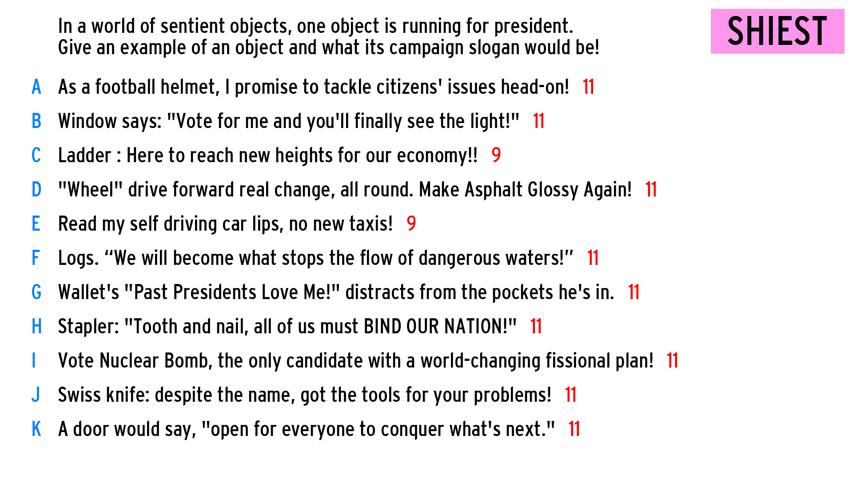 In a world of sentient objects, one object is running for president.
Give an example of an object and what its campaign slogan would be!
SHIEST
A As a football helmet, I promise to tackle citizens' issues head-on! 11
B Window says: "Vote for me and you'll finally see the light!" 11
C Ladder : Here to reach new heights for our economy!! 9
D "Wheel" drive forward real change, all round. Make Asphalt Glossy Again! 11
E Read my self driving car lips, no new taxis! 9
F Logs. “We will become what stops the flow of dangerous waters!” 11
G Wallet's "Past Presidents Love Me!" distracts from the pockets he's in. 11
H Stapler: "Tooth and nail, all of us must BIND OUR NATION!" 11
I Vote Nuclear Bomb, the only candidate with a world-changing fissional plan! 11
J Swiss knife: despite the name, got the tools for your problems! 11
K A door would say, "open for everyone to conquer what's next." 11